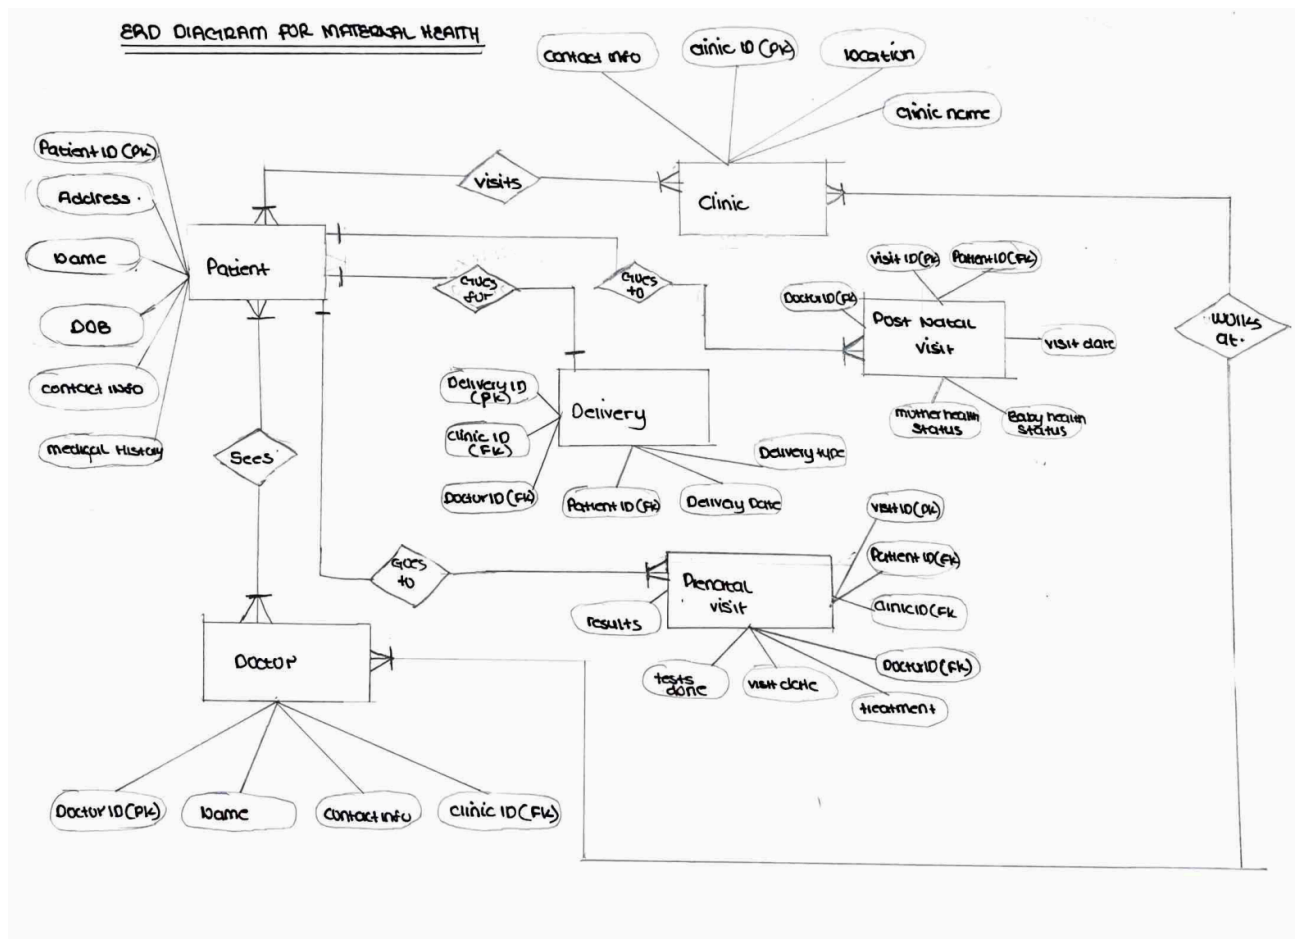 ERD DIAGRAM FOR MATERNAL HEALTH
contact info
clinic ID (PK)
location
clinic name
Patient ID (PK)
Address.
Name
DOB
contact info
medical History
Patient
visits
Clinic
Gives
for
Goes
to
visit ID (PK)
Patient ID (FK)
Doctor ID (FK)
Post Natal
visit
visit date
mother health
status
Baby health
status
works
at.
Delivery ID
(PK)
clinic ID
(FK)
Doctor ID (FK)
Delivery
Patient ID (FK)
Delivery Date
Delivery type
Sees
Goes
to
Prenatal
visit
visit ID (PK)
Patient ID (FK)
clinic ID (FK
Doctor ID (FK)
treatment
visit date
tests
done
results
Doctor
Doctor ID (PK)
Name
contact info
clinic ID (FK)